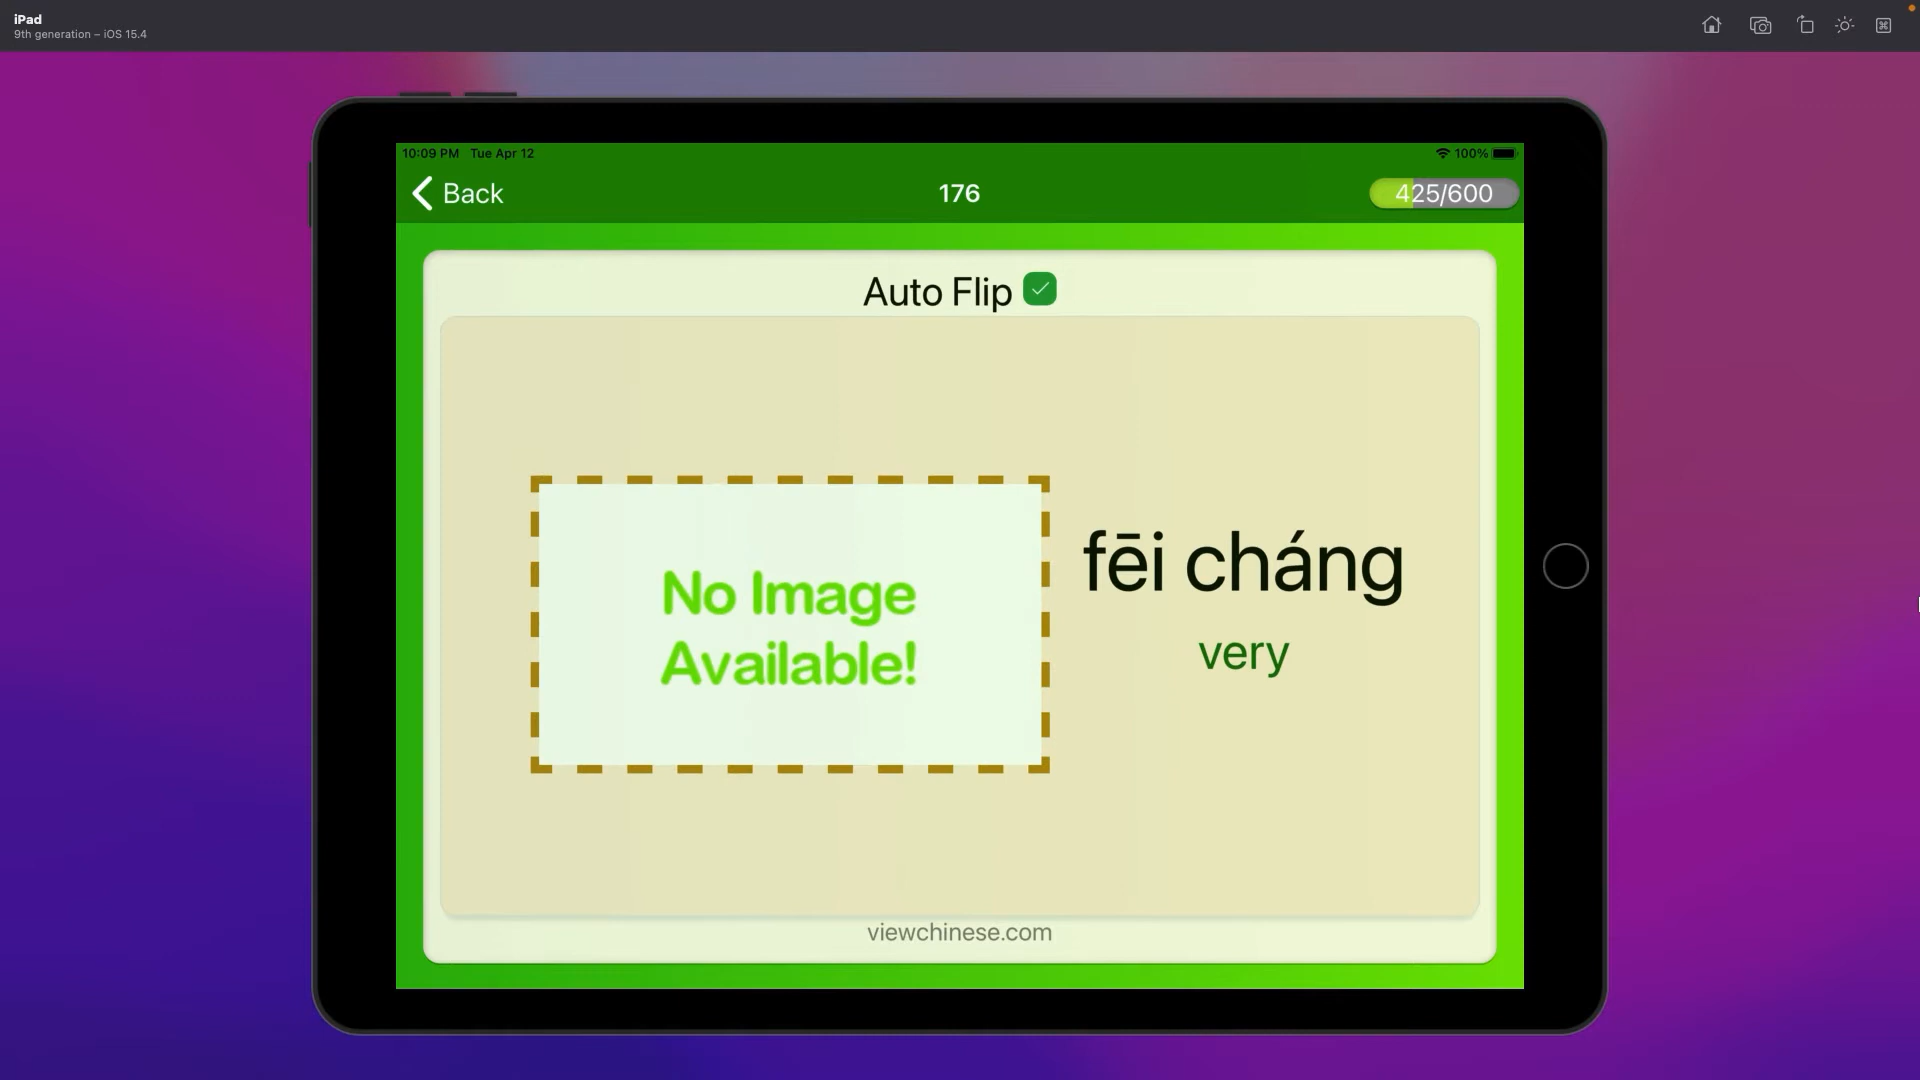 iPad
9th generation – iOS 15.4
10:09 PM Tue Apr 12
100%
Back
176
425/600
Auto Flip
No Image
Available!
fēi cháng
very
viewchinese.com